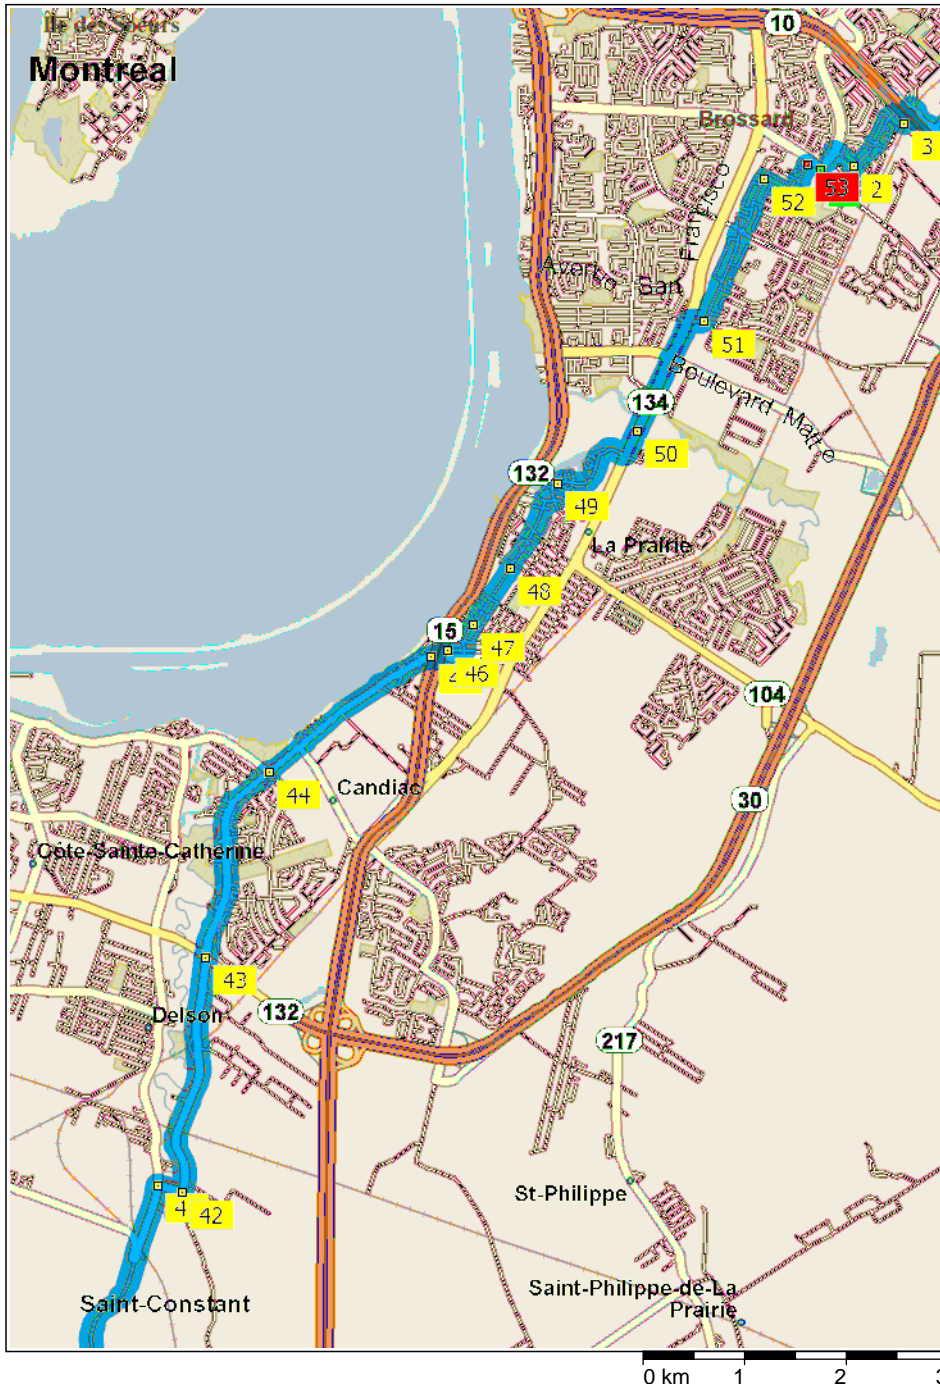 Île des Soeurs
Montréal
10
Brossard
3
53
2
52
Francisco
Avenue San
51
Boulevard Matte
134
50
132
49
La Prairie
48
15
47
46
104
44
Candiac
30
Côte-Sainte-Catherine
43
132
Delson
217
St-Philippe
42
Saint-Philippe-de-La
Prairie
Saint-Constant
0 km 1 2 3